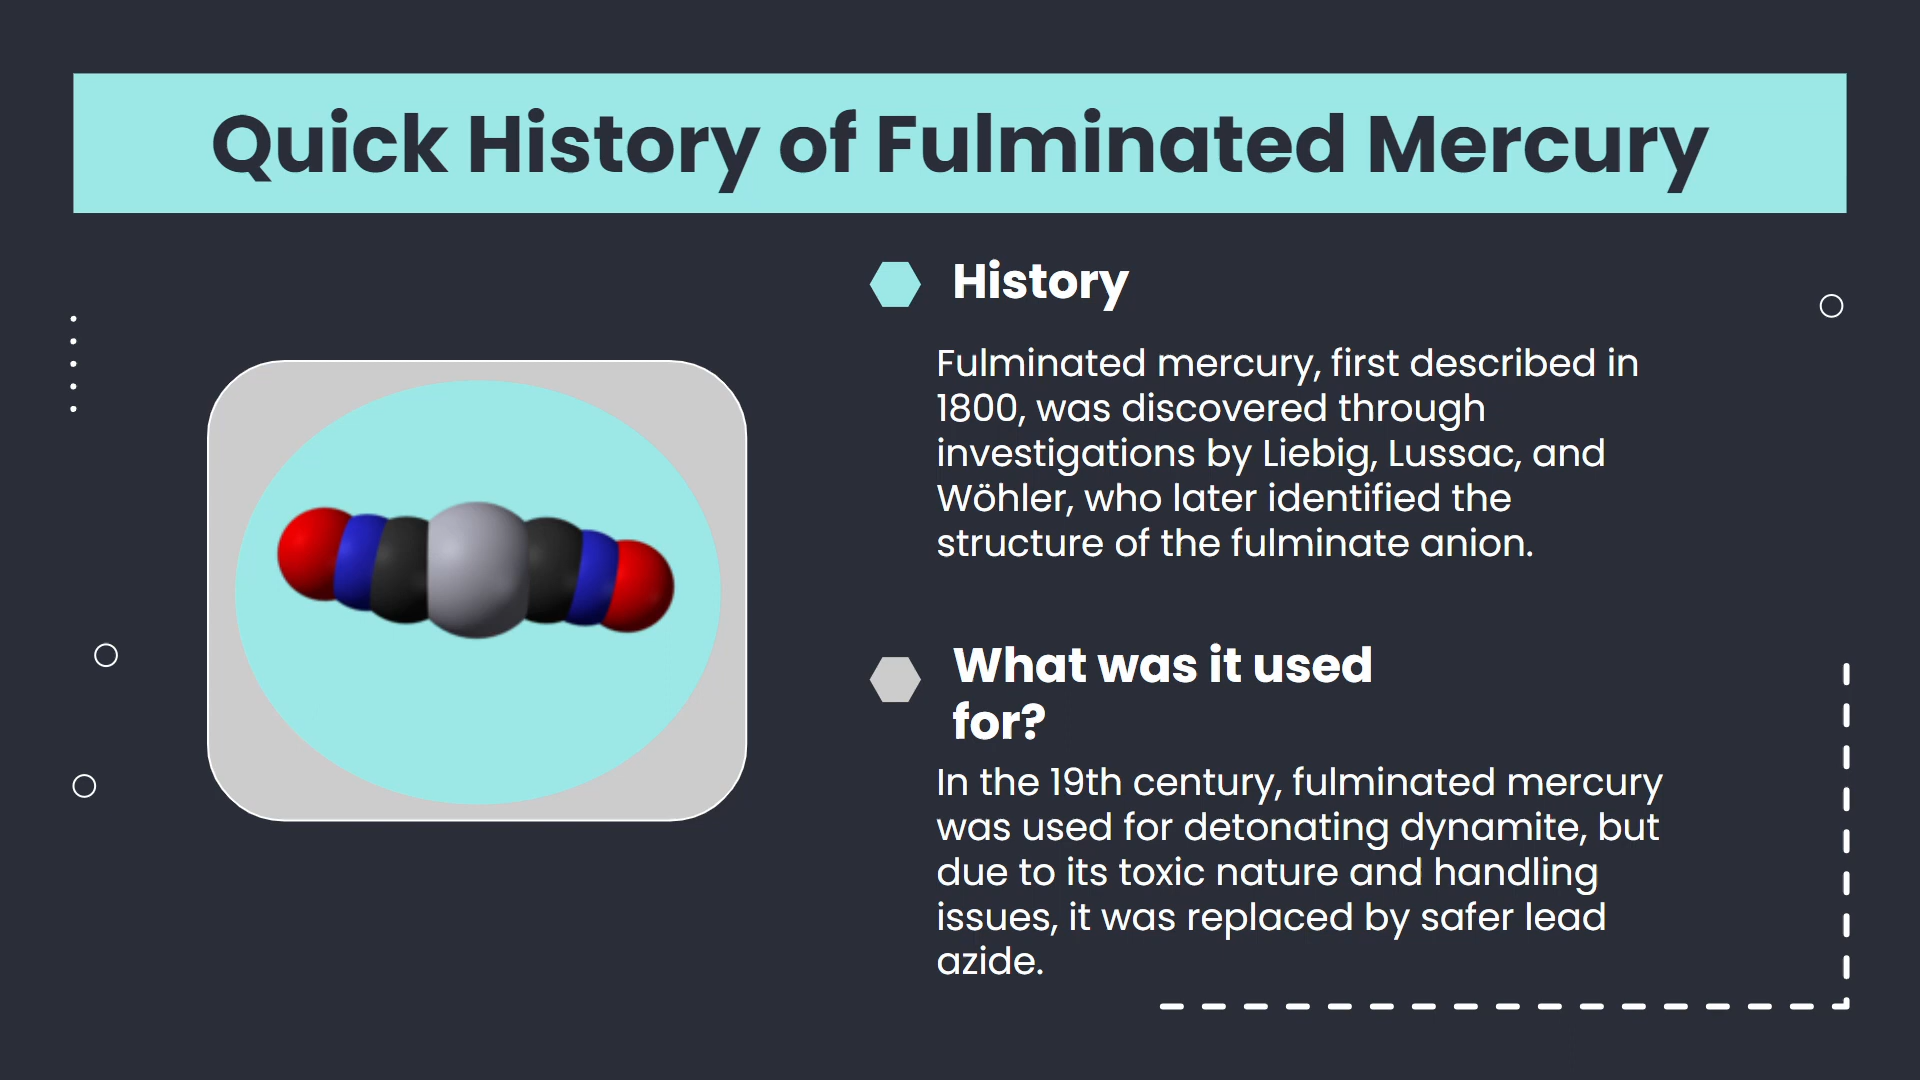 Quick History of Fulminated Mercury
History
Fulminated mercury, first described in
1800, was discovered through
investigations by Liebig, Lussac, and
Wöhler, who later identified the
structure of the fulminate anion.
What was it used
for?
In the 19th century, fulminated mercury
was used for detonating dynamite, but
due to its toxic nature and handling
issues, it was replaced by safer lead
azide.